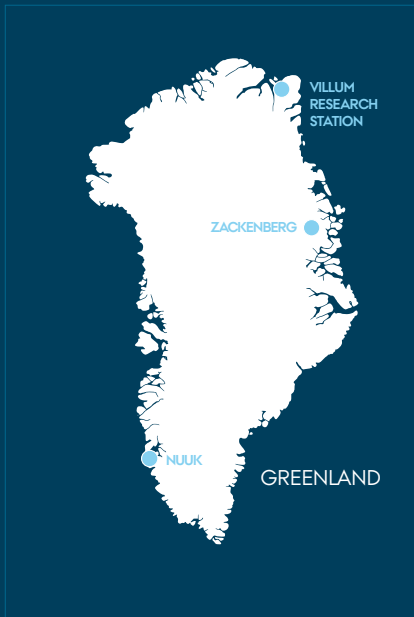 VILLUM
RESEARCH
STATION
ZACKENBERG
NUUK
GREENLAND